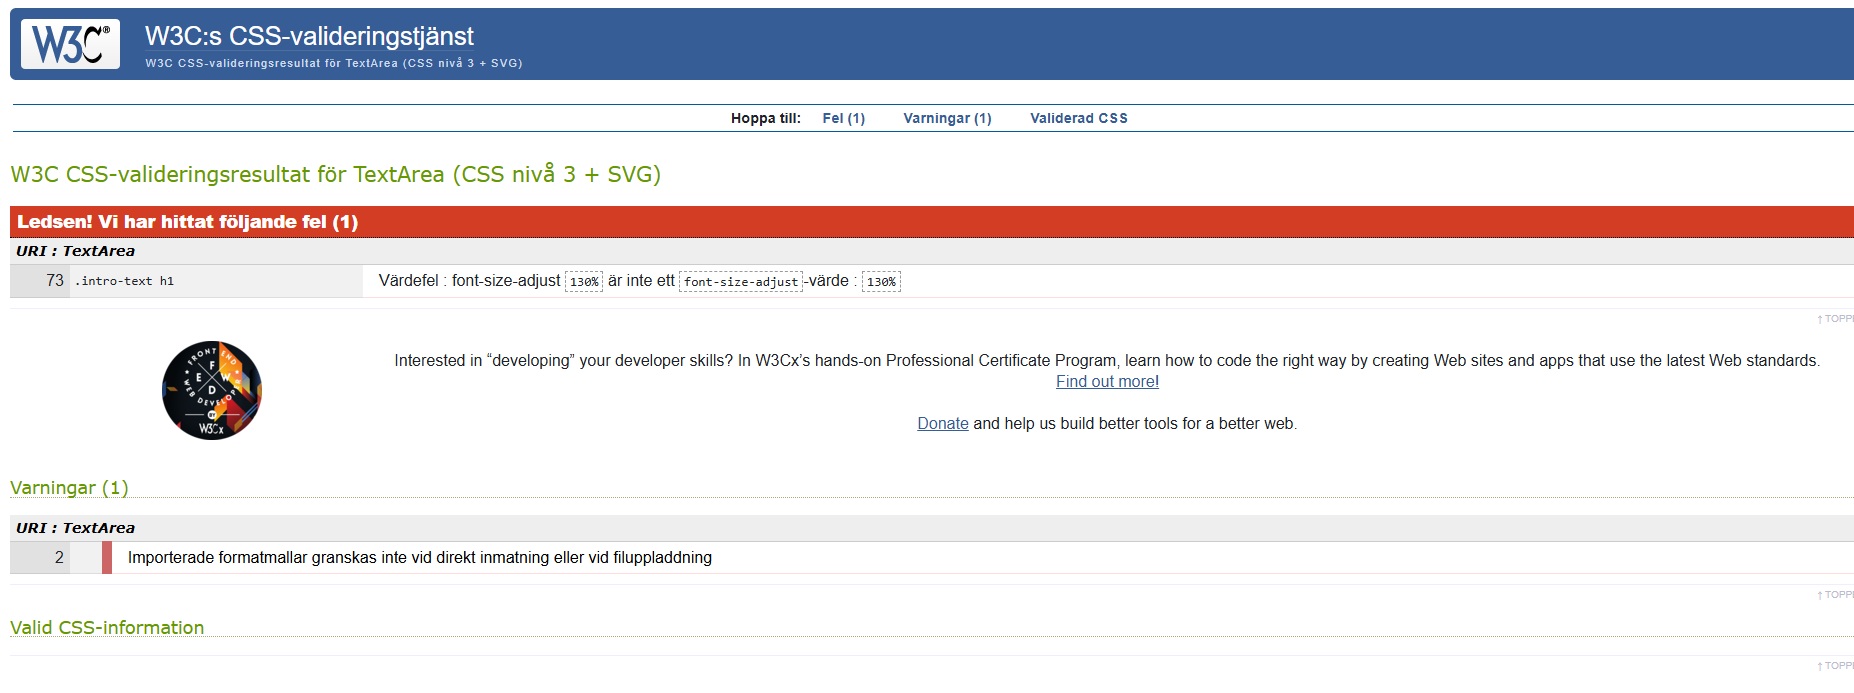 W3C®
W3C:s CSS-valideringstjänst
W3C CSS-valideringsresultat för TextArea (CSS nivå 3 + SVG)
Hoppa till: Fel (1) Varningar (1) Validerad CSS
W3C CSS-valideringsresultat för TextArea (CSS nivå 3 + SVG)
Ledsen! Vi har hittat följande fel (1)
URI : TextArea
73 .intro-text h1 Värdefel : font-size-adjust 130% är inte ett font-size-adjust-värde : 130%
↑ TOPP
FRONT END
F
E W
D
WEB DEVELOP
BY
W3Cx
Interested in “developing” your developer skills? In W3Cx’s hands-on Professional Certificate Program, learn how to code the right way by creating Web sites and apps that use the latest Web standards.
Find out more!
Donate and help us build better tools for a better web.
Varningar (1)
URI : TextArea
2 Importerade formatmallar granskas inte vid direkt inmatning eller vid filuppladdning
↑ TOPP
Valid CSS-information
↑ TOPP